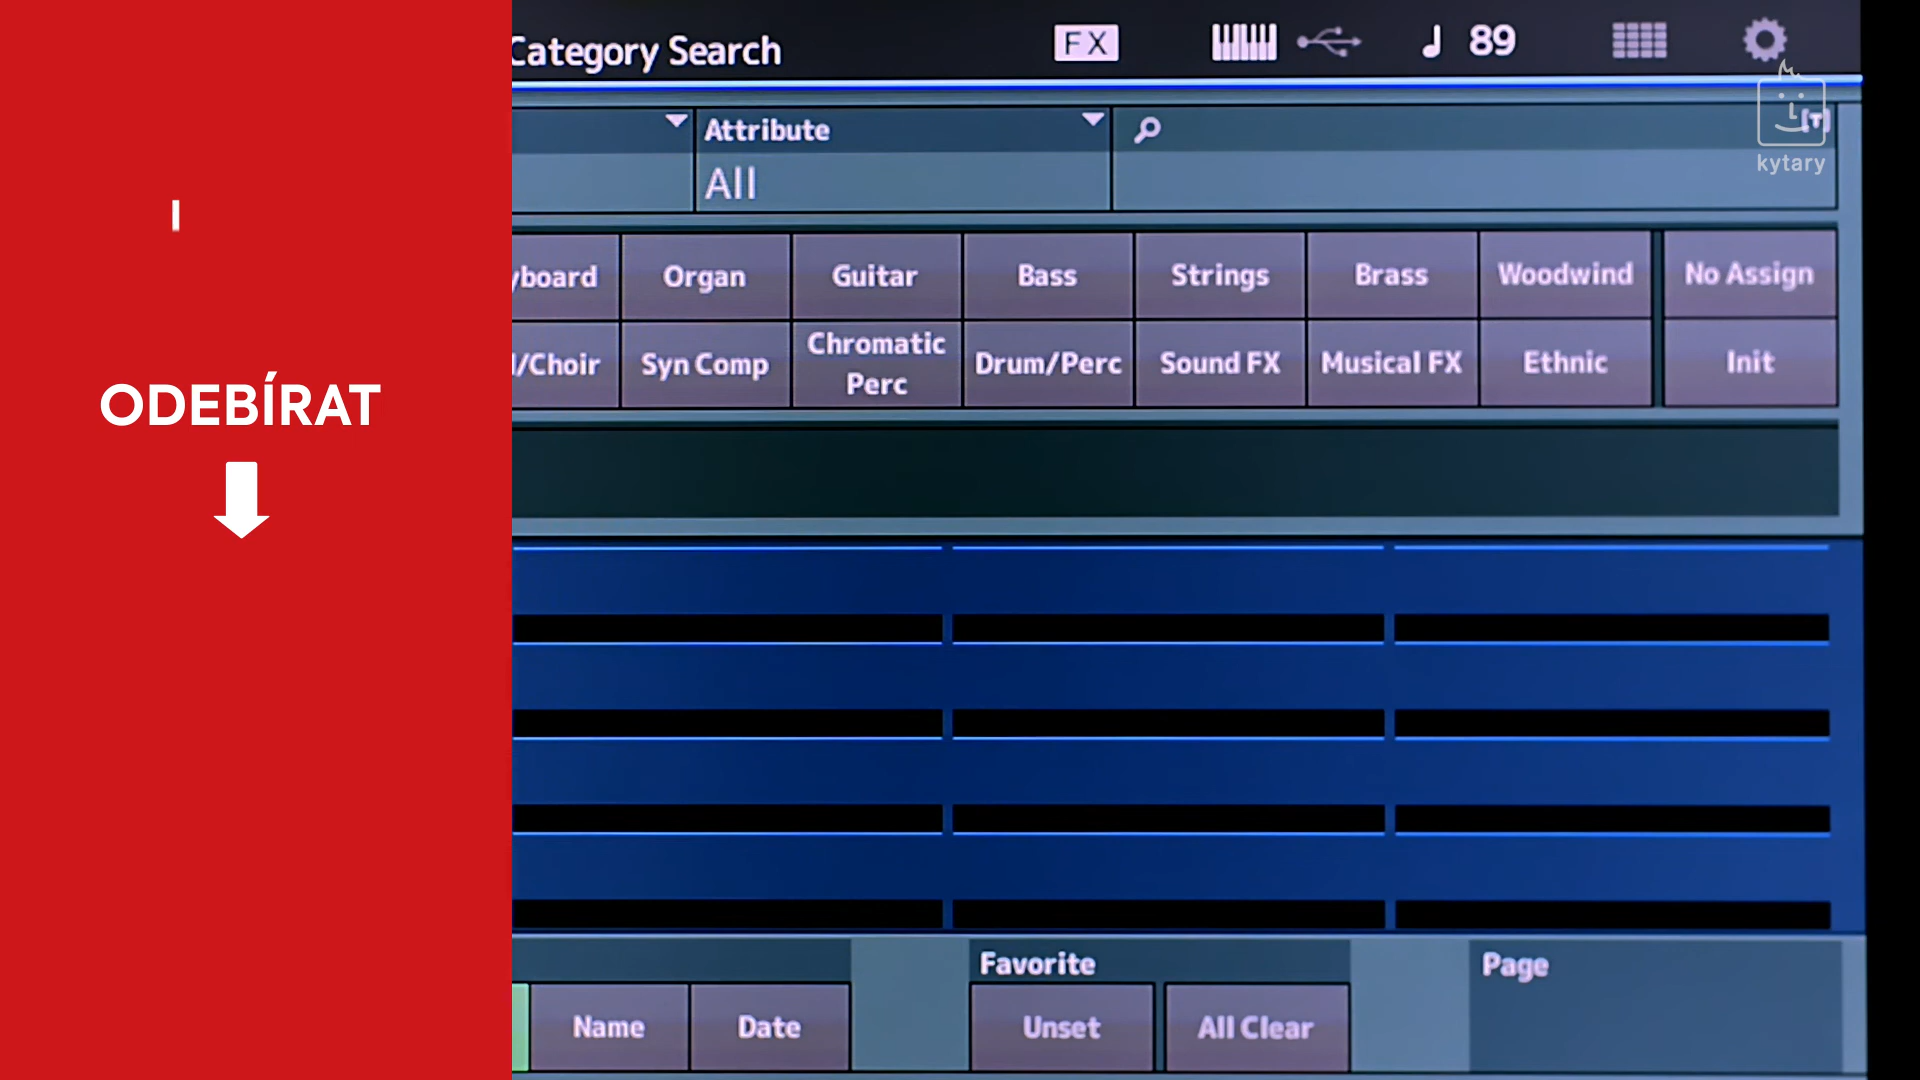 Category Search
FX
89
Attribute
All
[T]
kytary
yboard
Organ
Guitar
Bass
Strings
Brass
Woodwind
No Assign
l/Choir
Syn Comp
Chromatic
Perc
Drum/Perc
Sound FX
Musical FX
Ethnic
Init
ODEBÍRAT
Favorite
Page
Name
Date
Unset
All Clear